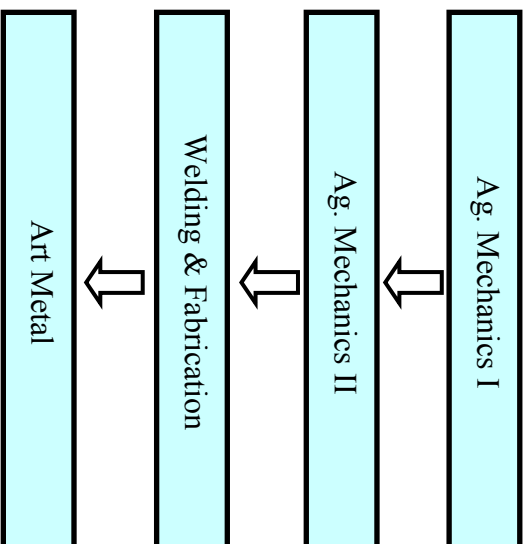 Ag. Mechanics I
Ag. Mechanics II
Welding & Fabrication
Art Metal